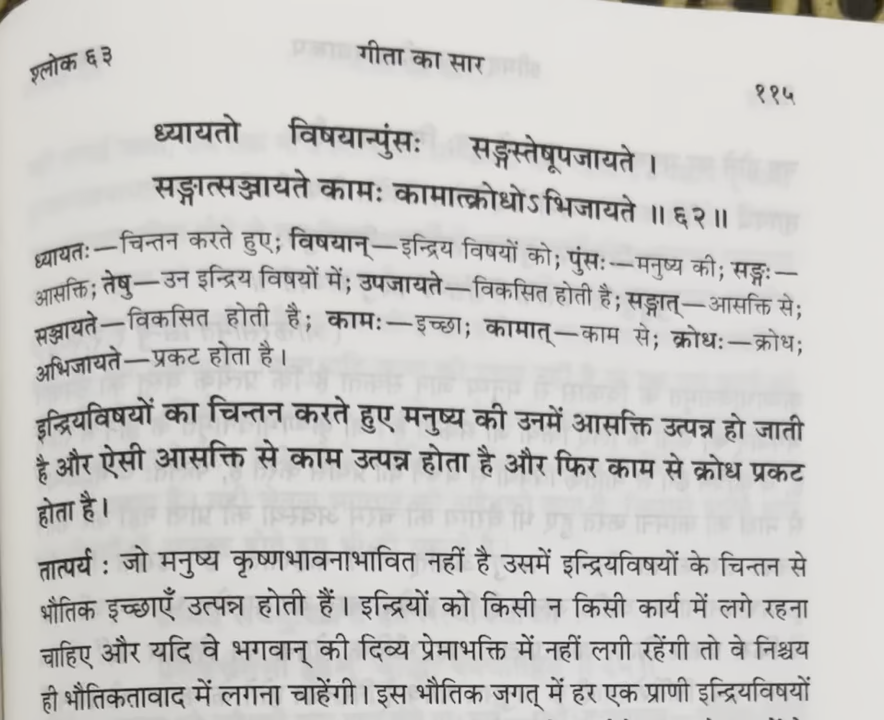 श्लोक ६३
गीता का सार
११५
ध्यायतो विषयान्पुंसः सङ्गस्तेषूपजायते ।
सङ्गात्सञ्जायते कामः कामात्क्रोधोऽभिजायते ॥ ६२॥
ध्यायतः—चिन्तन करते हुए; विषयान्—इन्द्रिय विषयों को; पुंसः—मनुष्य की; सङ्गः—
आसक्ति; तेषु—उन इन्द्रिय विषयों में; उपजायते—विकसित होती है; सङ्गात्—आसक्ति से;
सञ्जायते—विकसित होती है; कामः—इच्छा; कामात्—काम से; क्रोधः—क्रोध;
अभिजायते—प्रकट होता है।
इन्द्रियविषयों का चिन्तन करते हुए मनुष्य की उनमें आसक्ति उत्पन्न हो जाती
है और ऐसी आसक्ति से काम उत्पन्न होता है और फिर काम से क्रोध प्रकट
होता है।
तात्पर्य : जो मनुष्य कृष्णभावनाभावित नहीं है उसमें इन्द्रियविषयों के चिन्तन से
भौतिक इच्छाएँ उत्पन्न होती हैं। इन्द्रियों को किसी न किसी कार्य में लगे रहना
चाहिए और यदि वे भगवान् की दिव्य प्रेमाभक्ति में नहीं लगी रहेंगी तो वे निश्चय
ही भौतिकतावाद में लगना चाहेंगी। इस भौतिक जगत् में हर एक प्राणी इन्द्रियविषयों